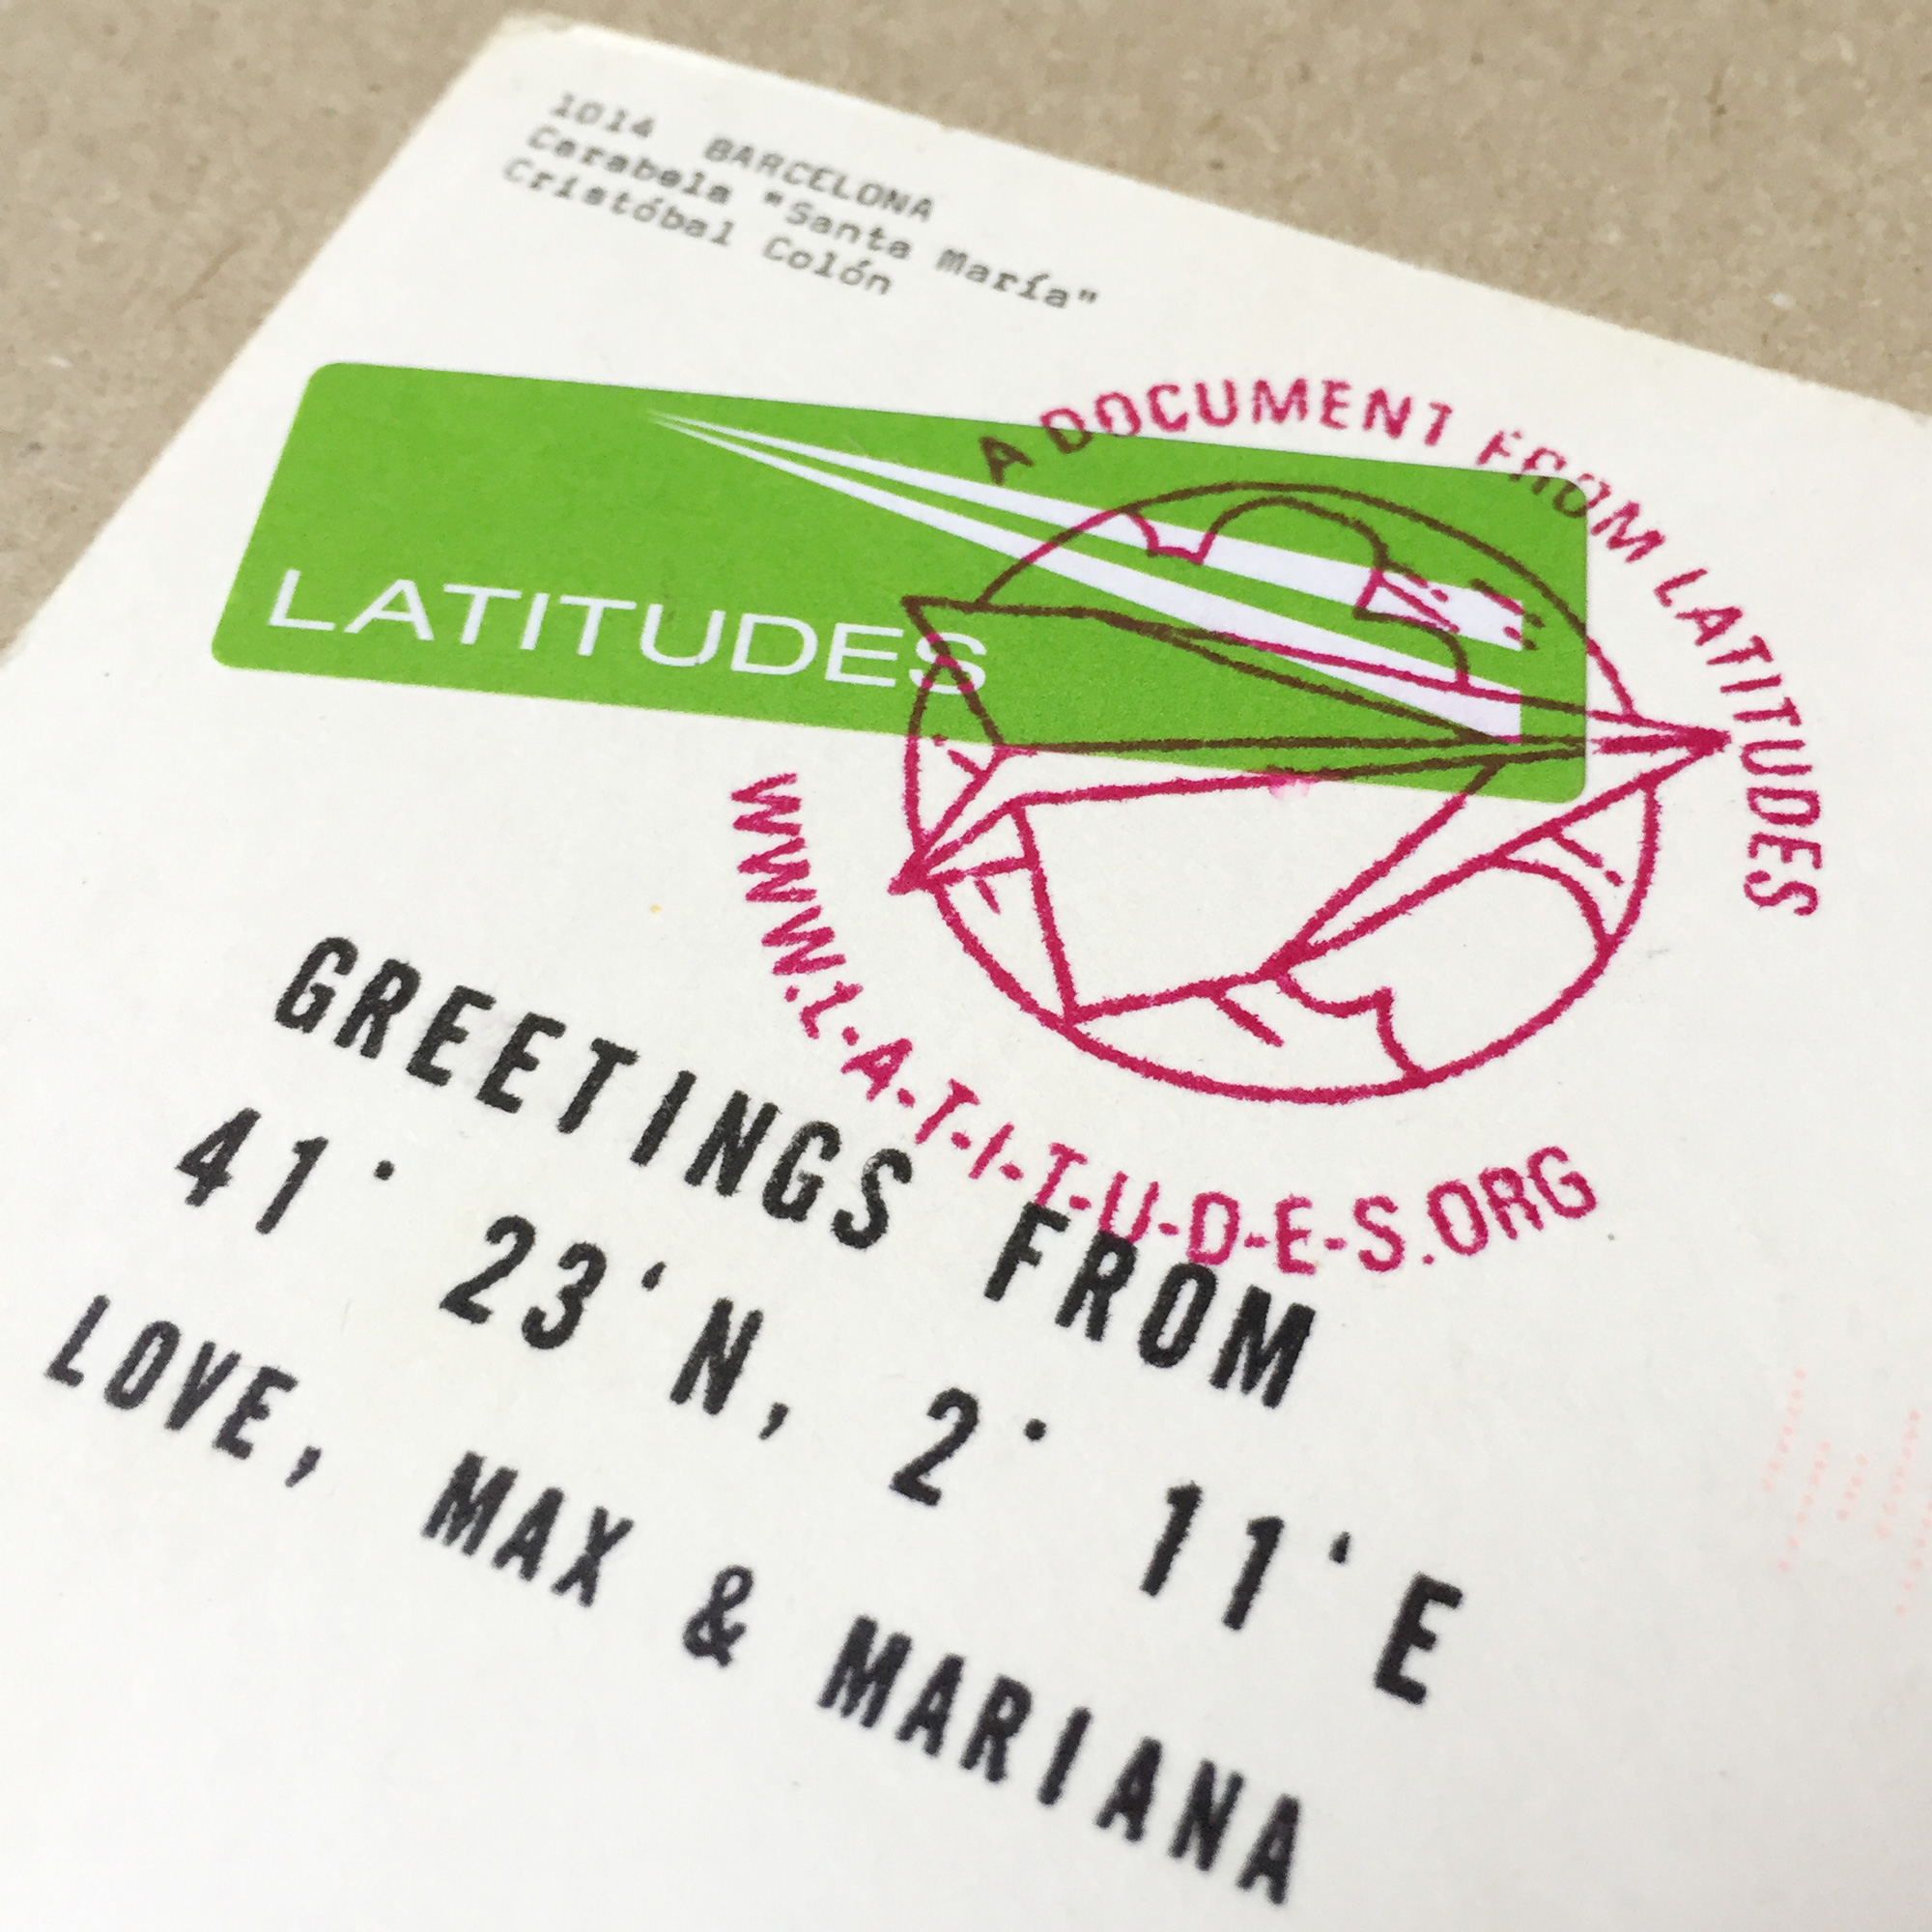 1014 BARCELONA
Carabela "Santa María"
Cristóbal Colón
LATITUDES
A DOCUMENT FROM LATITUDES
WWW.L-A-T-I-T-U-D-E-S.ORG
GREETINGS FROM
41° 23'N, 2° 11'E
LOVE, MAX & MARIANA